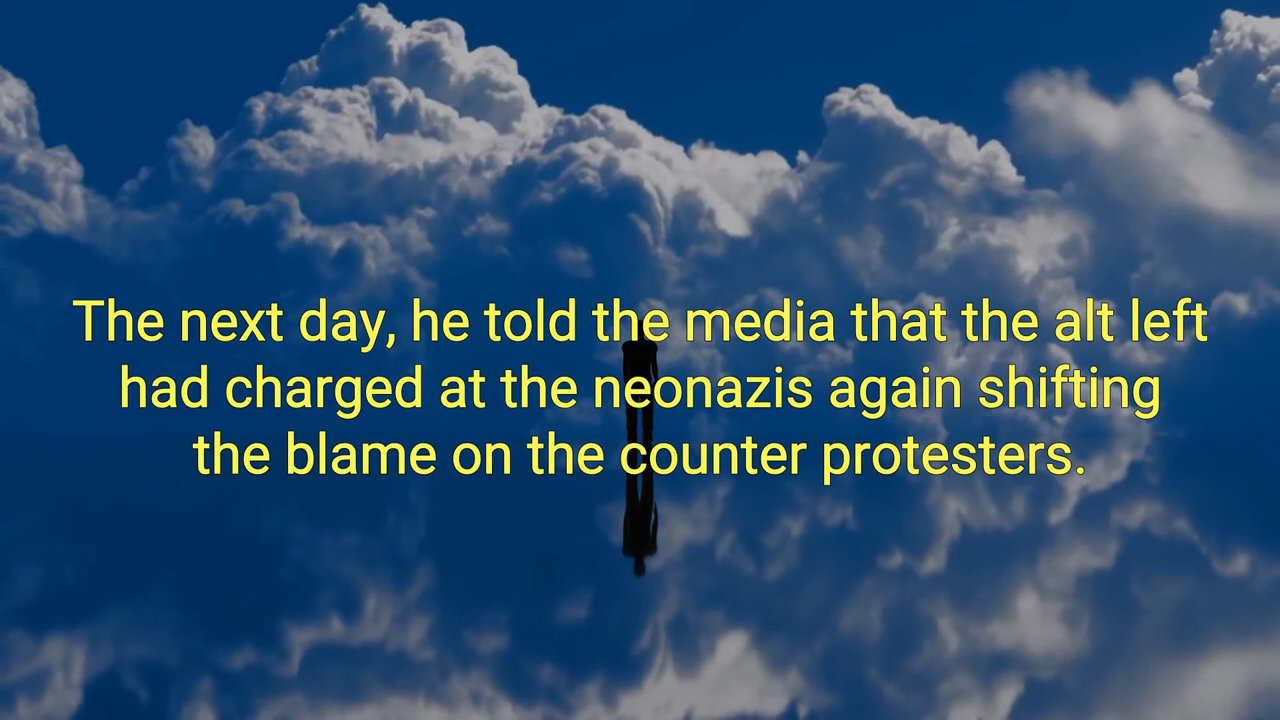 The next day, he told the media that the alt left
had charged at the neonazis again shifting
the blame on the counter protesters.